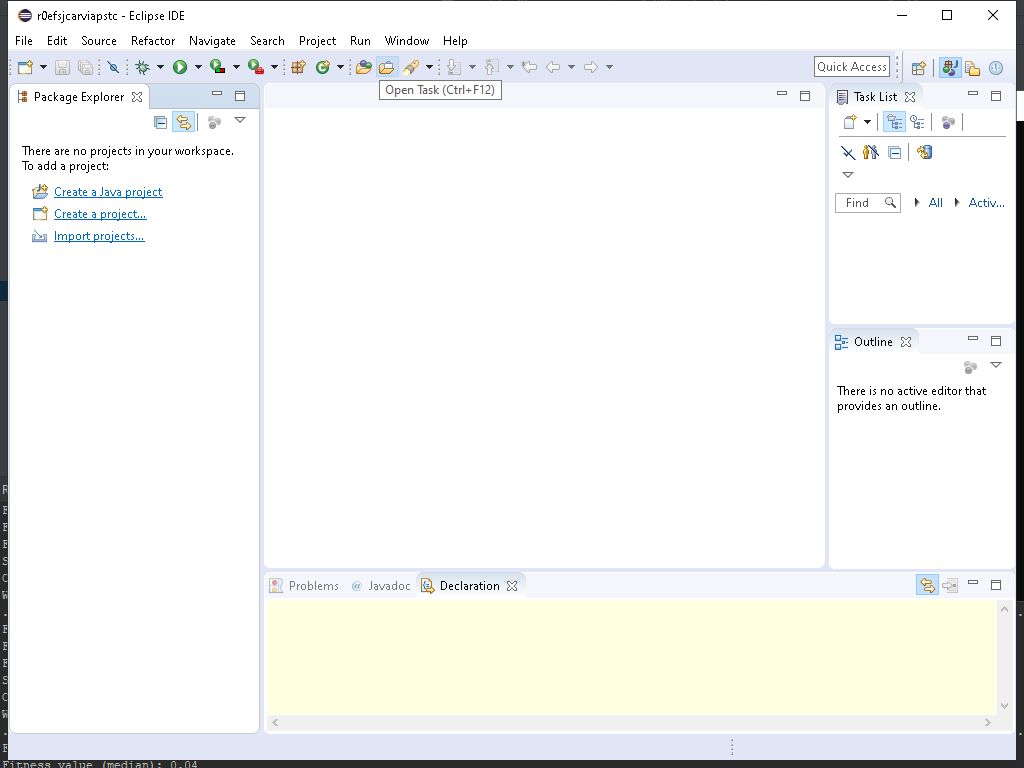 r0efsjcarviapstc - Eclipse IDE
File Edit Source Refactor Navigate Search Project Run Window Help
Quick Access
Open Task (Ctrl+F12)
Package Explorer
There are no projects in your workspace.
To add a project:
Create a Java project
Create a project...
Import projects...
Task List
Find All Activ...
Outline
There is no active editor that
provides an outline.
Problems @ Javadoc Declaration
Fitness value (median): 0.04